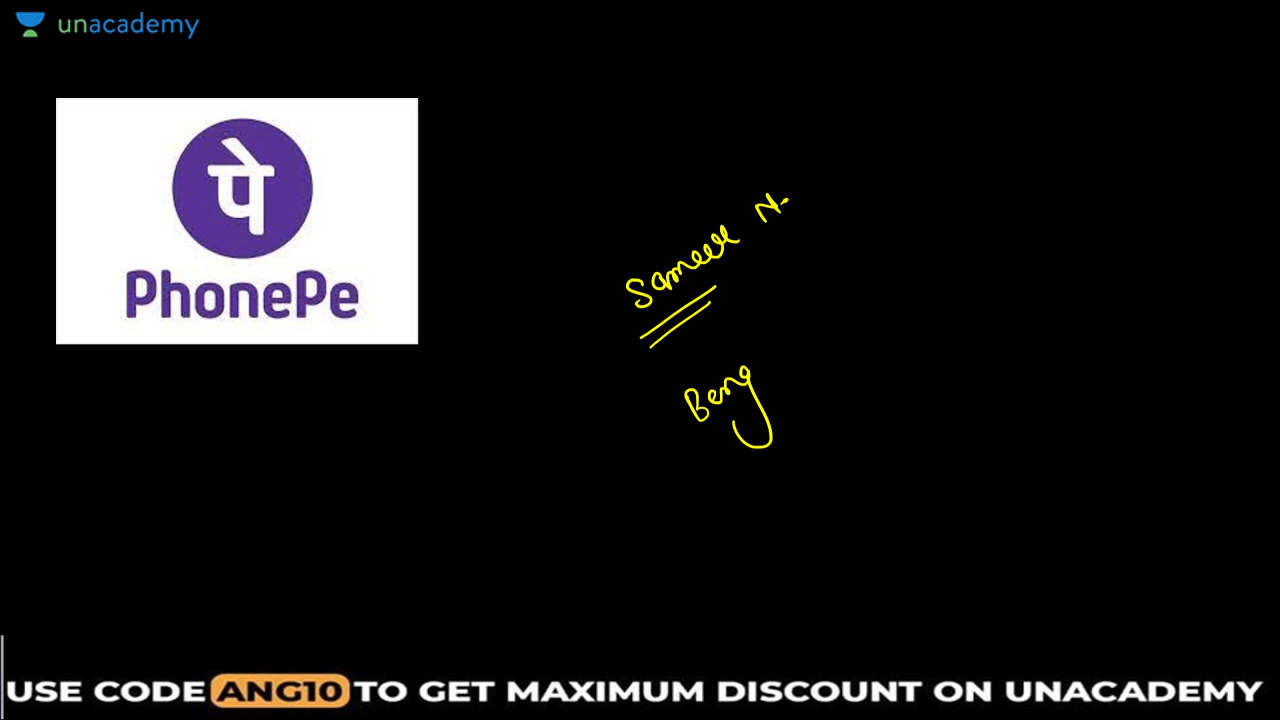 unacademy
पे
PhonePe
Sameer N.
Beng
USE CODE ANG10 TO GET MAXIMUM DISCOUNT ON UNACADEMY